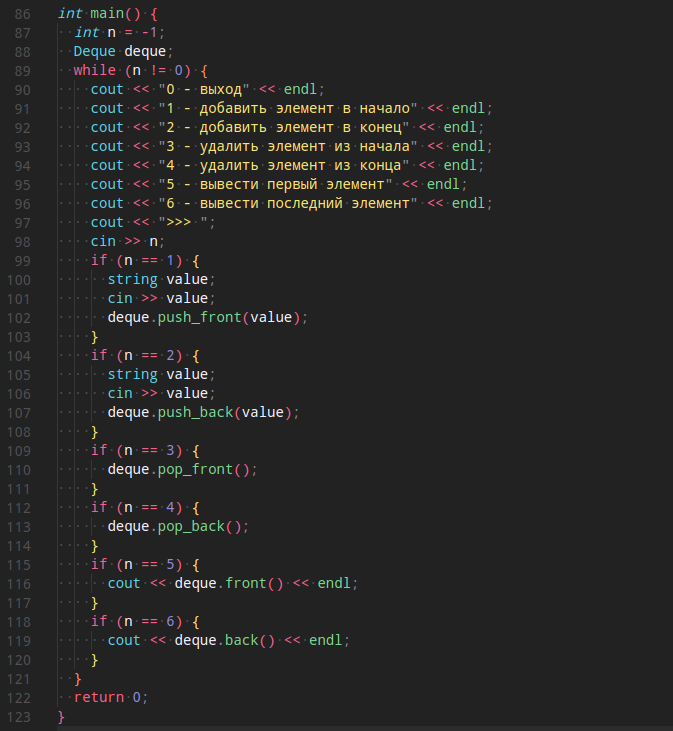 86 int main() {
87   int n = -1;
88   Deque deque;
89   while (n != 0) {
90     cout << "0 - выход" << endl;
91     cout << "1 - добавить элемент в начало" << endl;
92     cout << "2 - добавить элемент в конец" << endl;
93     cout << "3 - удалить элемент из начала" << endl;
94     cout << "4 - удалить элемент из конца" << endl;
95     cout << "5 - вывести первый элемент" << endl;
96     cout << "6 - вывести последний элемент" << endl;
97     cout << ">>> ";
98     cin >> n;
99     if (n == 1) {
100       string value;
101       cin >> value;
102       deque.push_front(value);
103     }
104     if (n == 2) {
105       string value;
106       cin >> value;
107       deque.push_back(value);
108     }
109     if (n == 3) {
110       deque.pop_front();
111     }
112     if (n == 4) {
113       deque.pop_back();
114     }
115     if (n == 5) {
116       cout << deque.front() << endl;
117     }
118     if (n == 6) {
119       cout << deque.back() << endl;
120     }
121   }
122   return 0;
123 }